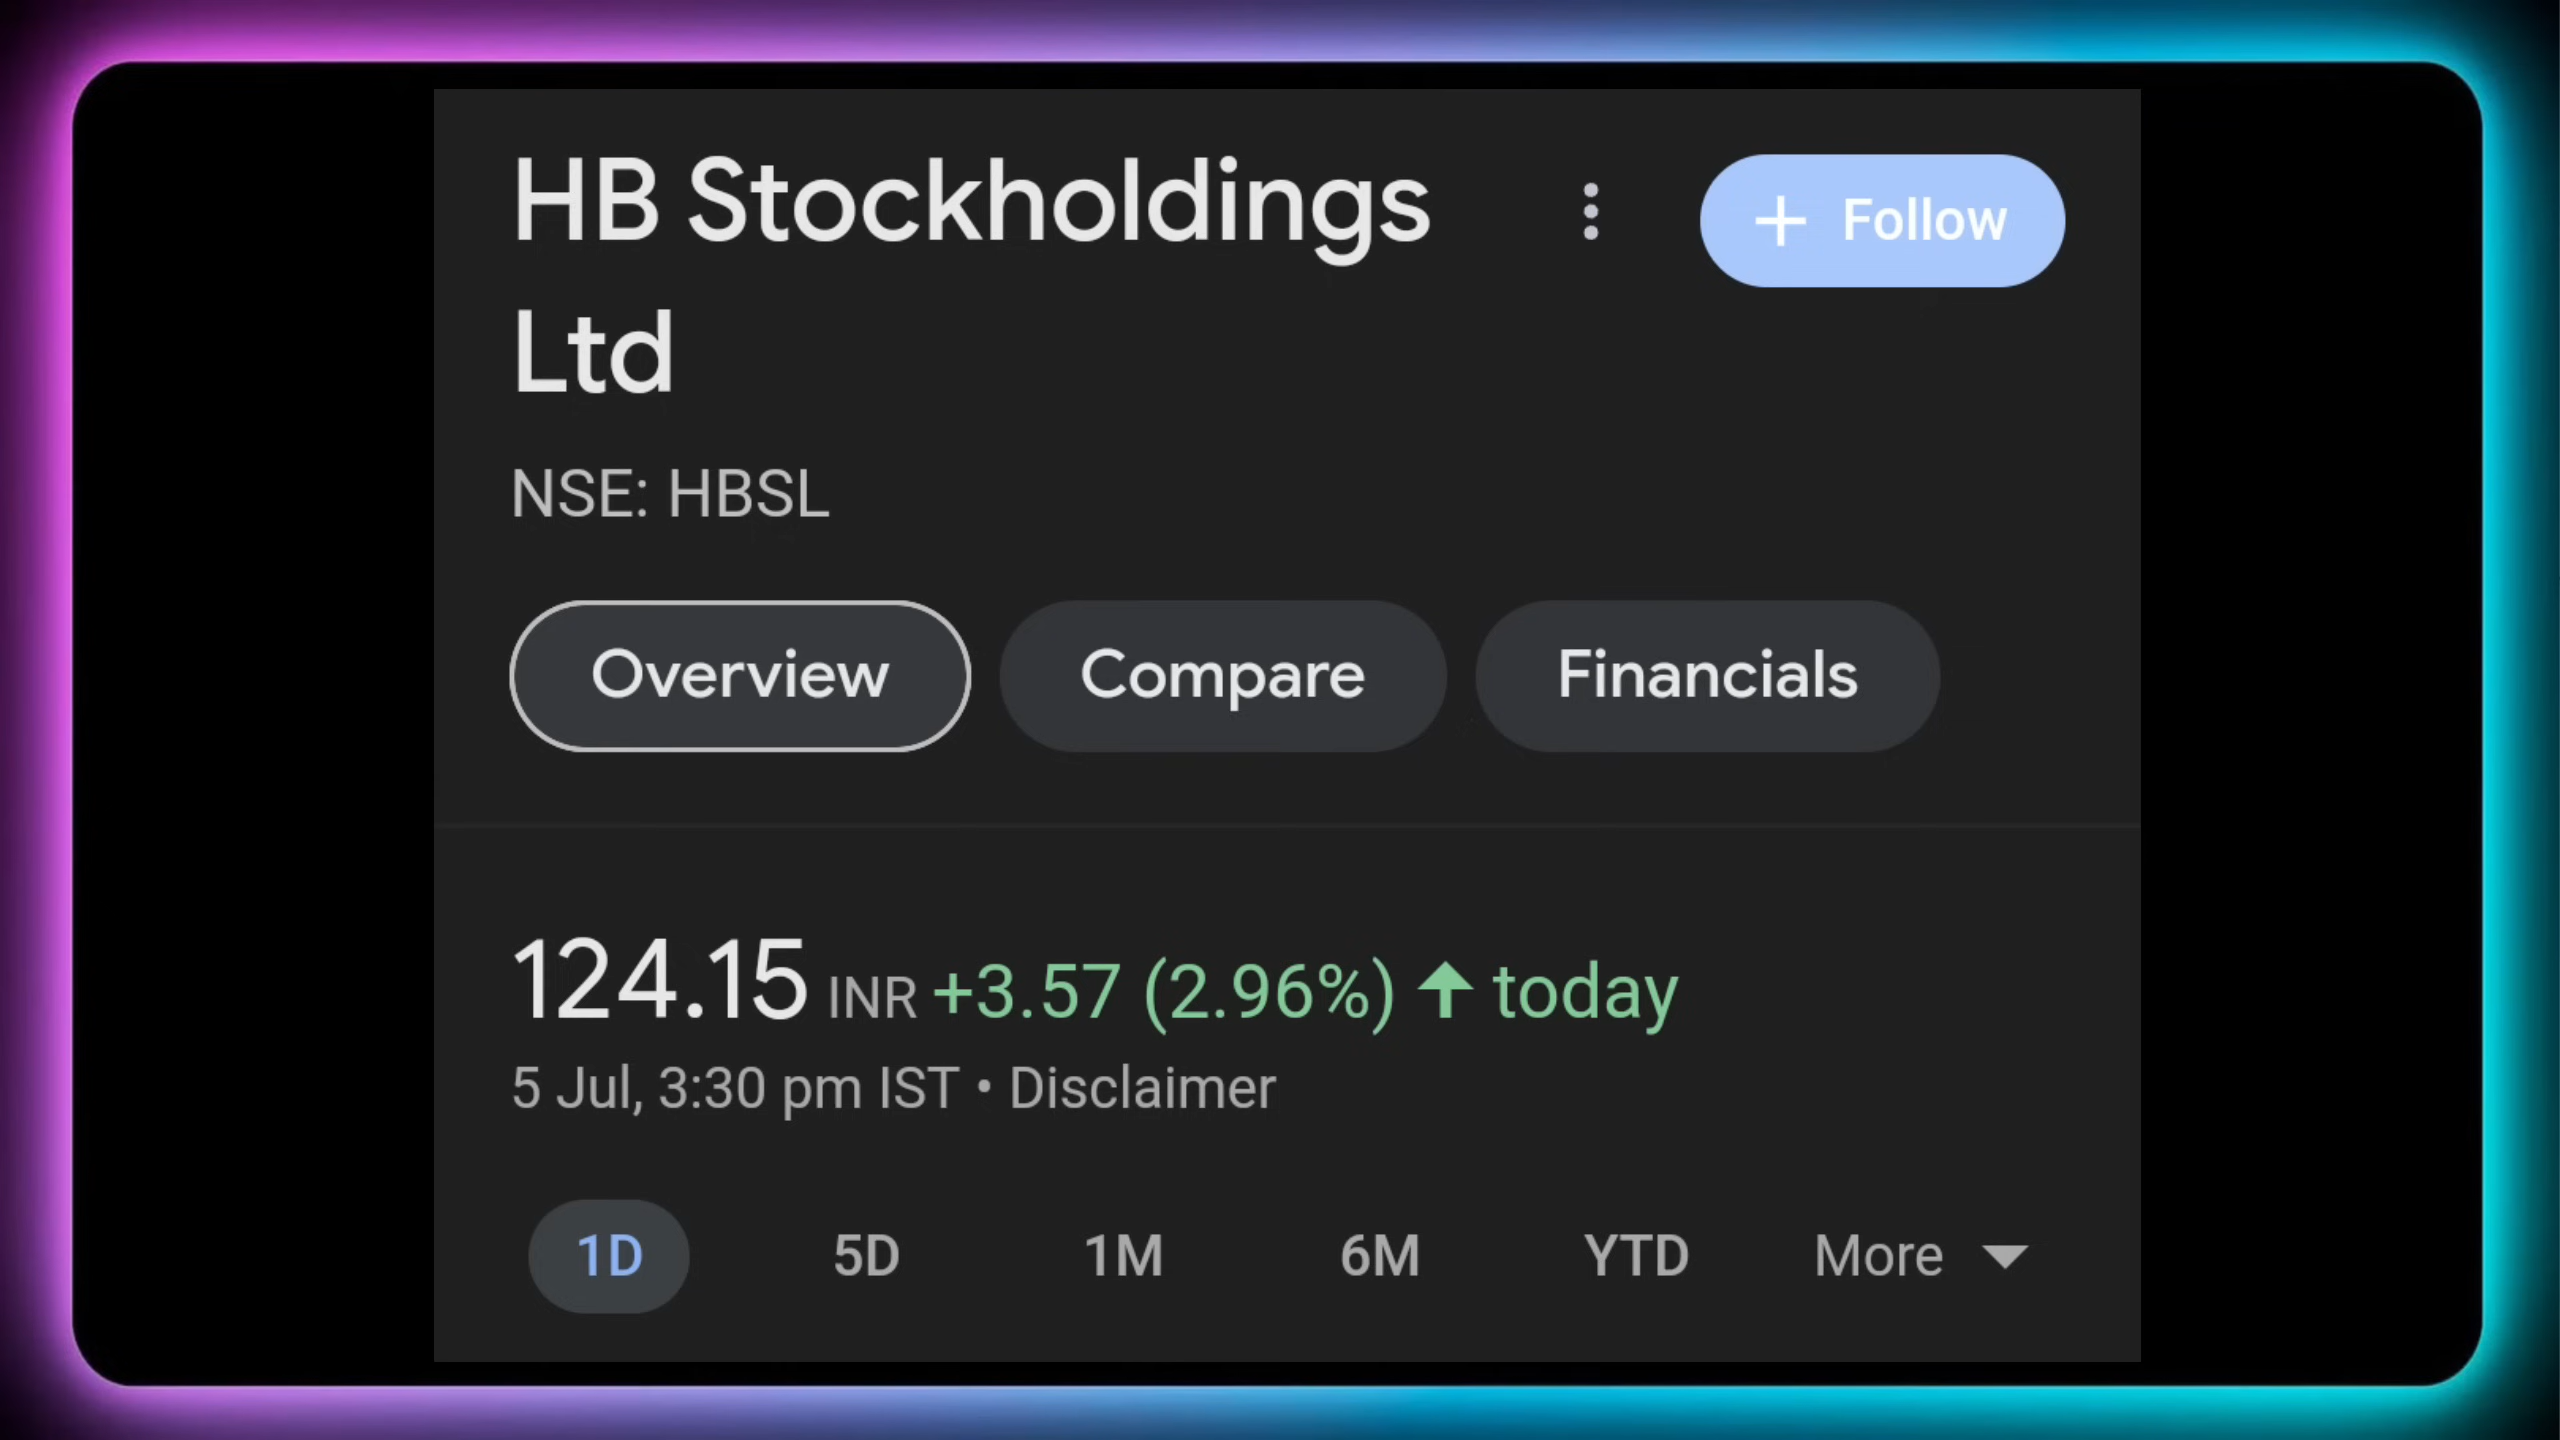 HB Stockholdings
Ltd
+ Follow
NSE: HBSL
Overview Compare Financials
124.15 INR +3.57 (2.96%) ↑ today
5 Jul, 3:30 pm IST • Disclaimer
1D 5D 1M 6M YTD More